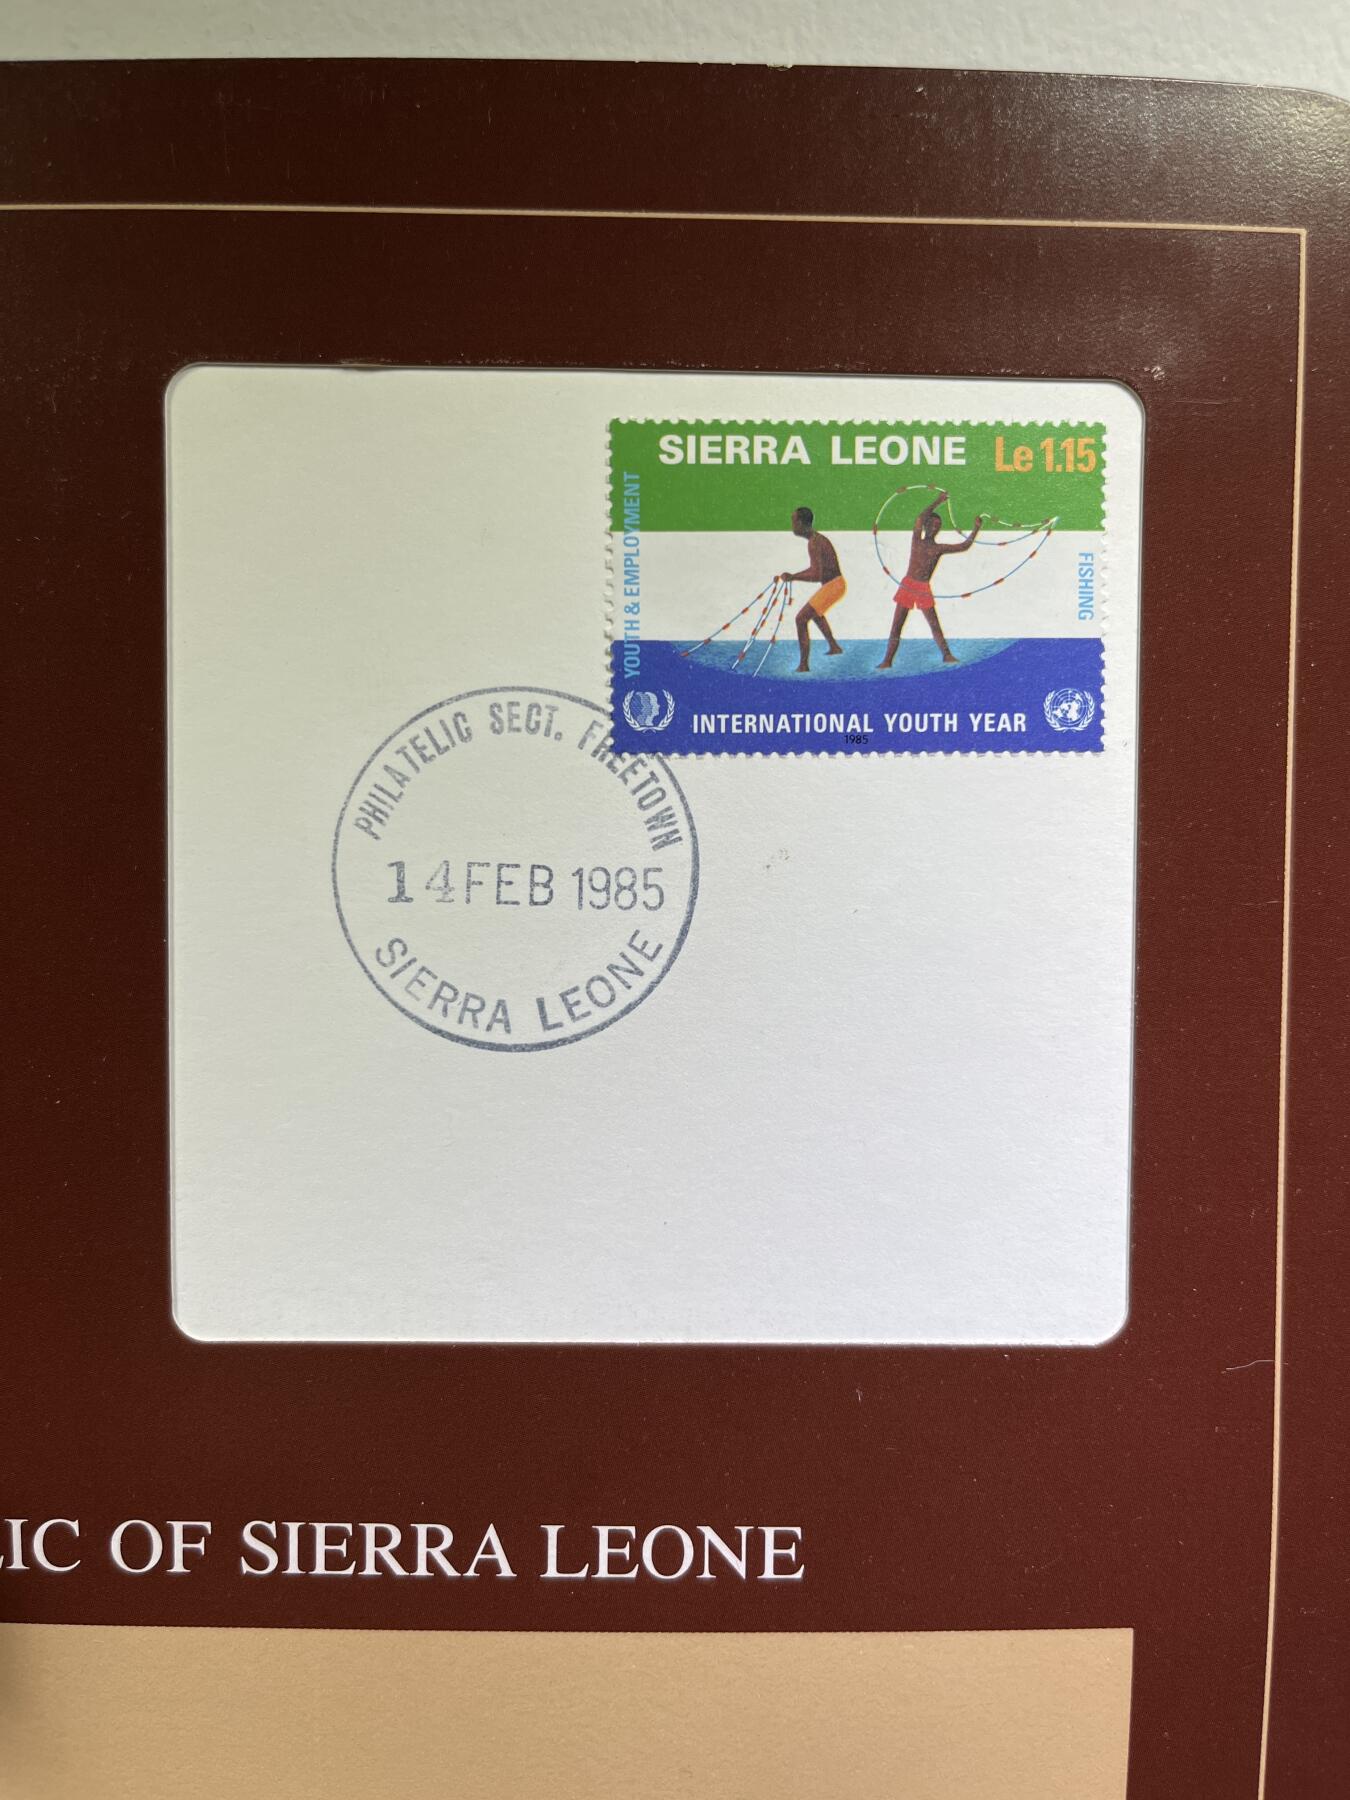 SIERRA LEONE
Le 1.15
YOUTH & EMPLOYMENT
FISHING
INTERNATIONAL YOUTH YEAR
1985
PHILATELIC SECT. FREETOWN
14 FEB 1985
SIERRA LEONE
LIC OF SIERRA LEONE